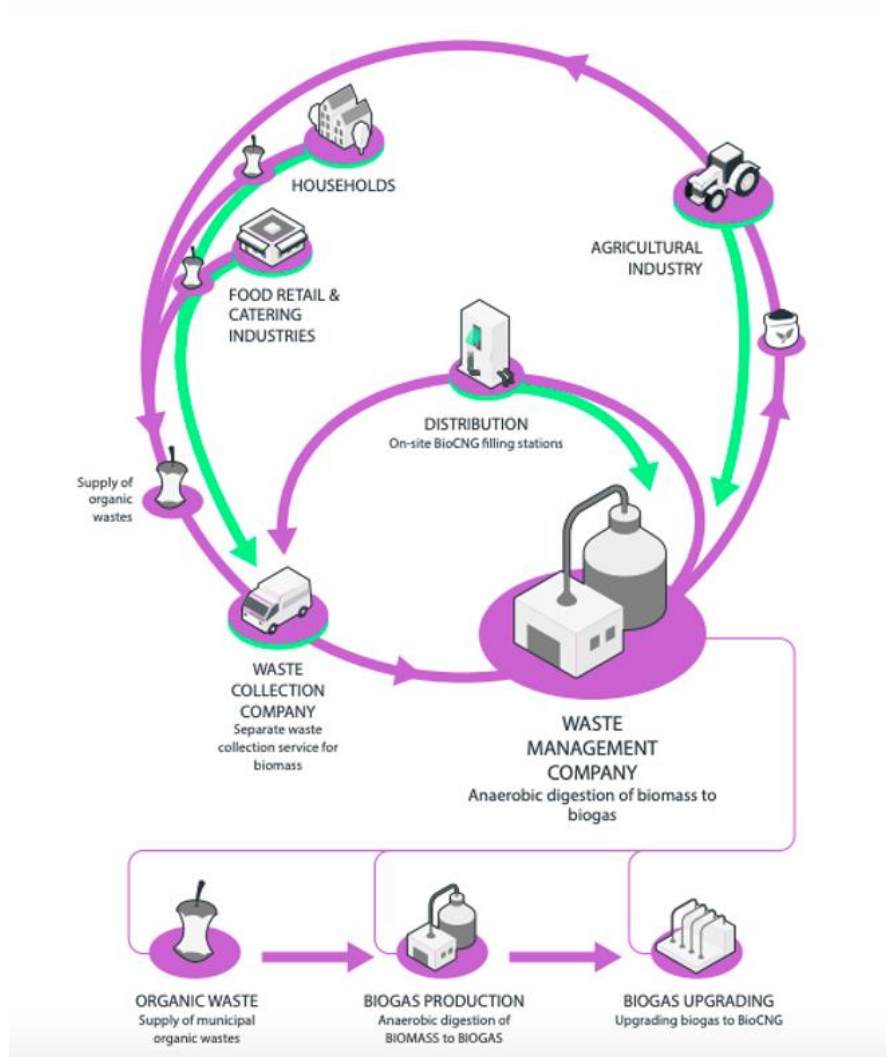 HOUSEHOLDS
FOOD RETAIL &
CATERING
INDUSTRIES
AGRICULTURAL
INDUSTRY
DISTRIBUTION
On-site BioCNG filling stations
Supply of
organic
wastes
WASTE
COLLECTION
COMPANY
Separate waste
collection service for
biomass
WASTE
MANAGEMENT
COMPANY
Anaerobic digestion of biomass to
biogas
ORGANIC WASTE
Supply of municipal
organic wastes
BIOGAS PRODUCTION
Anaerobic digestion of
BIOMASS to BIOGAS
BIOGAS UPGRADING
Upgrading biogas to BioCNG